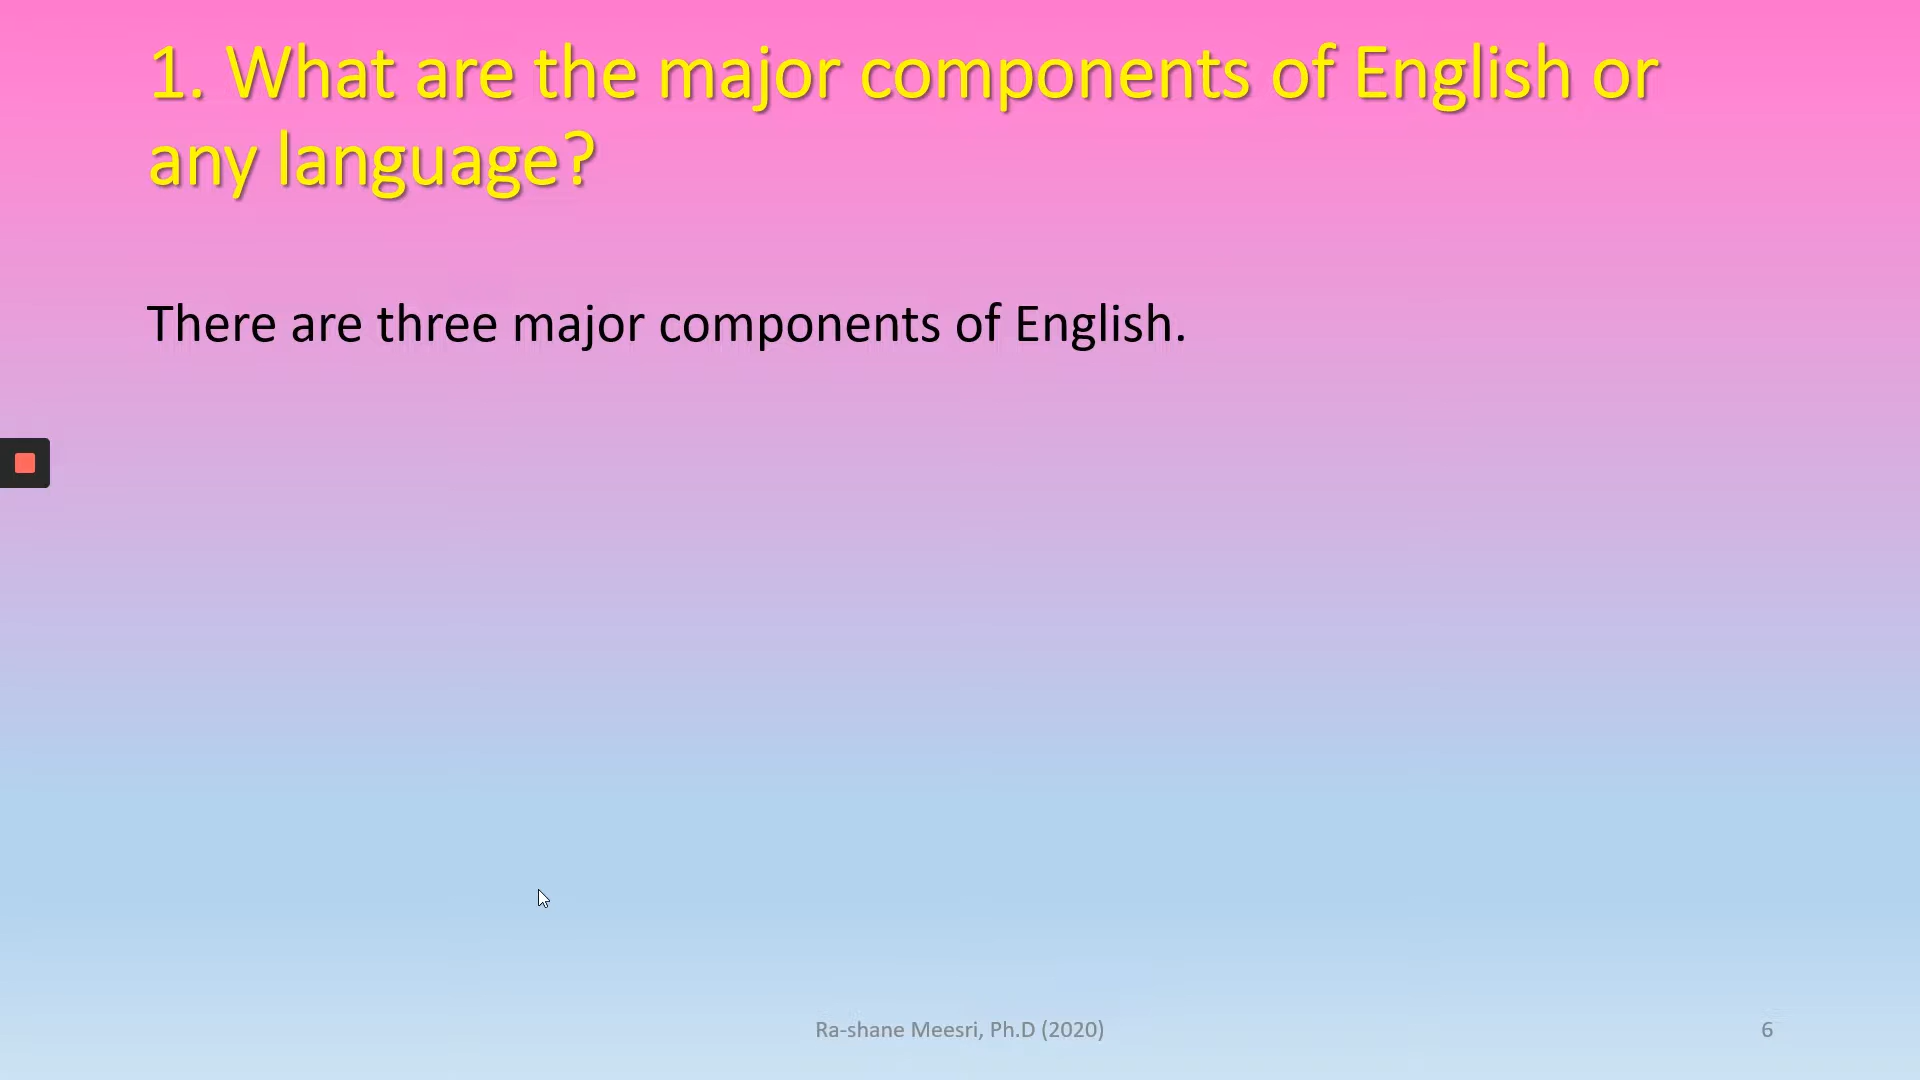 1. What are the major components of English or
any language?
There are three major components of English.
Ra-shane Meesri, Ph.D (2020)
6